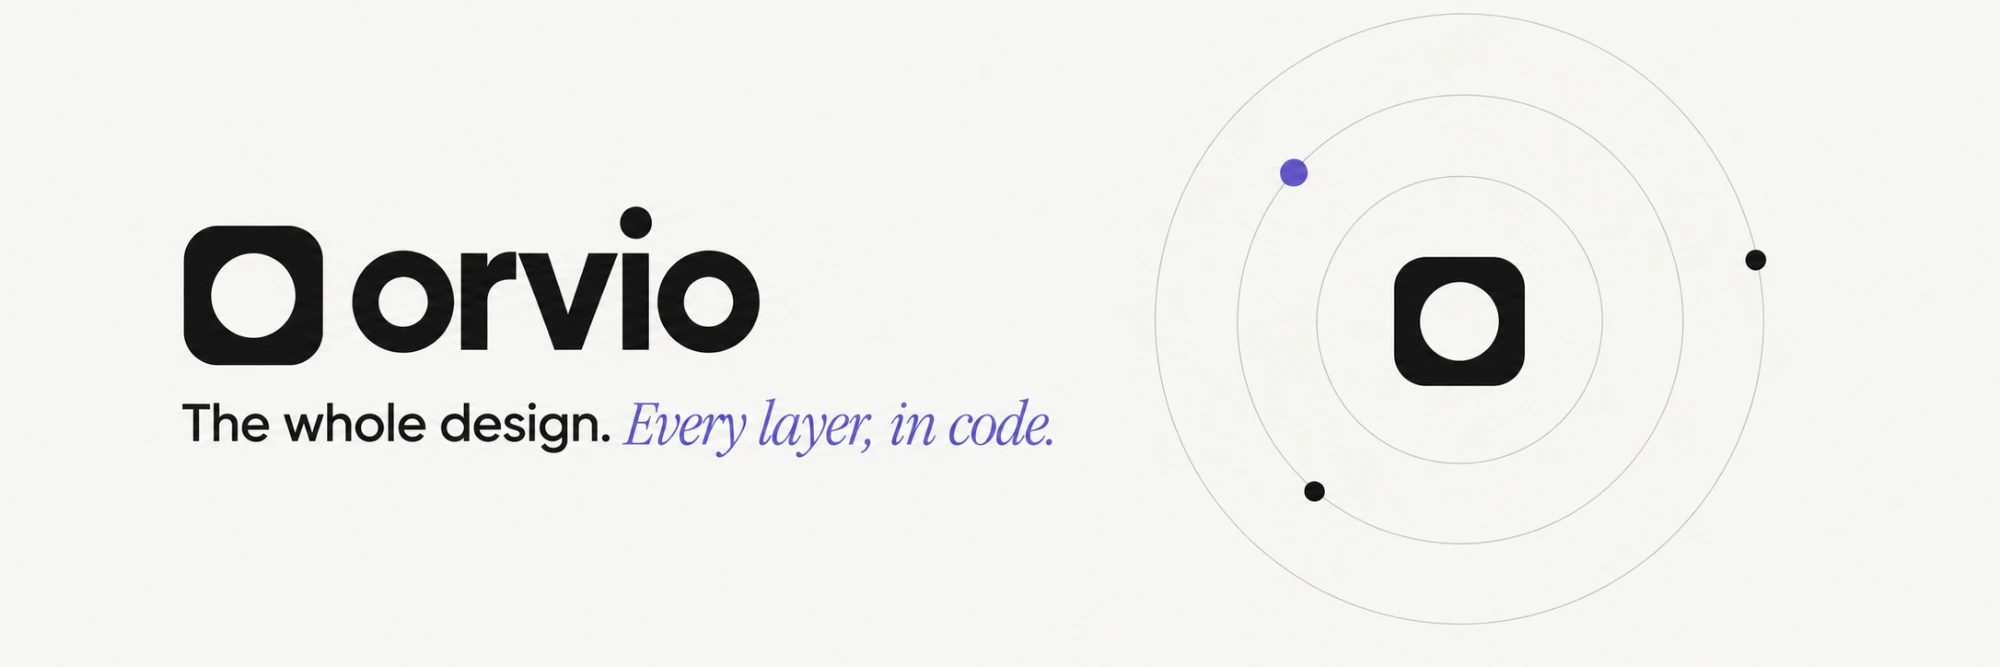 orvio
The whole design. Every layer, in code.